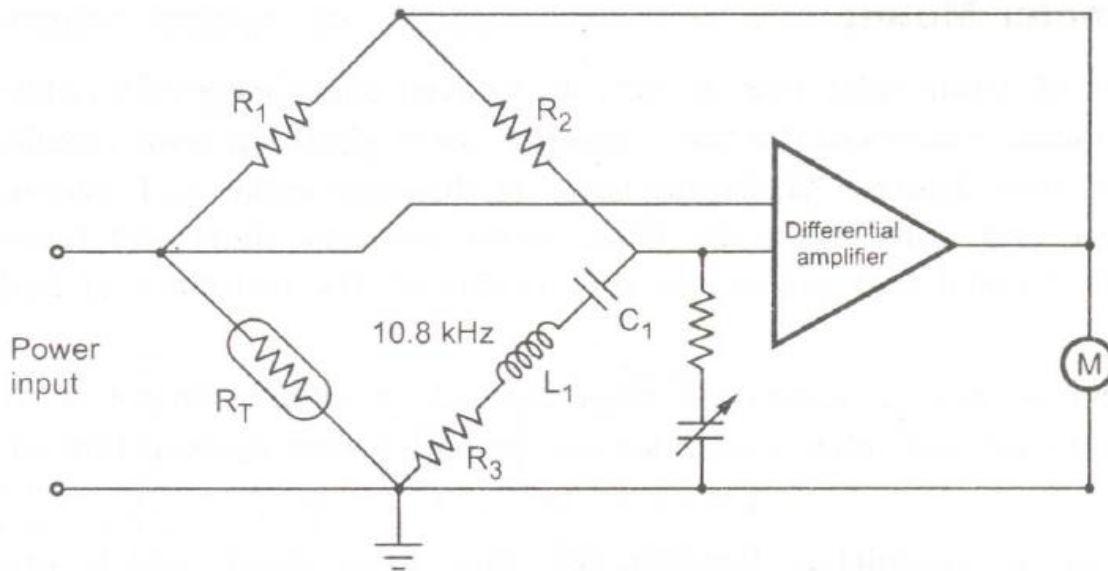 R1
R2
Differential
amplifier
C1
10.8 kHz
L1
Power
input
M
RT
R3